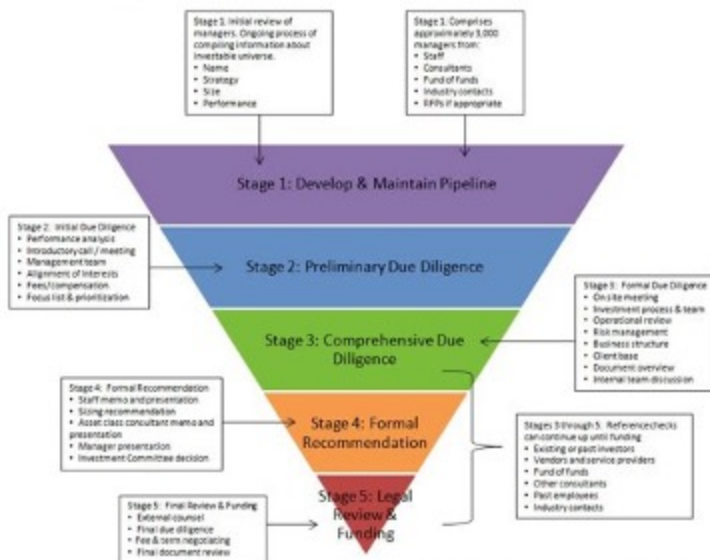 Stage 1: Initial review of
managers. Ongoing process of
compiling information about
investable universe.
• Name
• Strategy
• Size
• Performance
Stage 1: Comprises
approximately 3,000
managers from:
• Staff
• Consultants
• Fund of funds
• Industry contacts
• RFPs if appropriate
Stage 1: Develop & Maintain Pipeline
Stage 2: Initial Due Diligence
• Performance analysis
• Introductory call / meeting
• Management team
• Alignment of Interests
• Fees/compensation
• Focus list & prioritization
Stage 2: Preliminary Due Diligence
Stage 3: Formal Due Diligence
• On site meeting
• Investment process & team
• Operational review
• Risk management
• Business structure
• Client base
• Document overview
• Internal team discussion
Stage 3: Comprehensive Due
Diligence
Stage 4: Formal Recommendation
• Staff memo and presentation
• Sizing recommendation
• Asset class consultant memo and
presentation
• Manager presentation
• Investment Committee decision
Stage 4: Formal
Recommendation
Stages 3 through 5: Reference checks
can continue up until funding
• Existing or past investors
• Vendors and service providers
• Fund of funds
• Other consultants
• Past employees
• Industry contacts
Stage 5: Final Review & Funding
• External counsel
• Final due diligence
• Fee & term negotiating
• Final document review
Stage 5: Legal
Review &
Funding